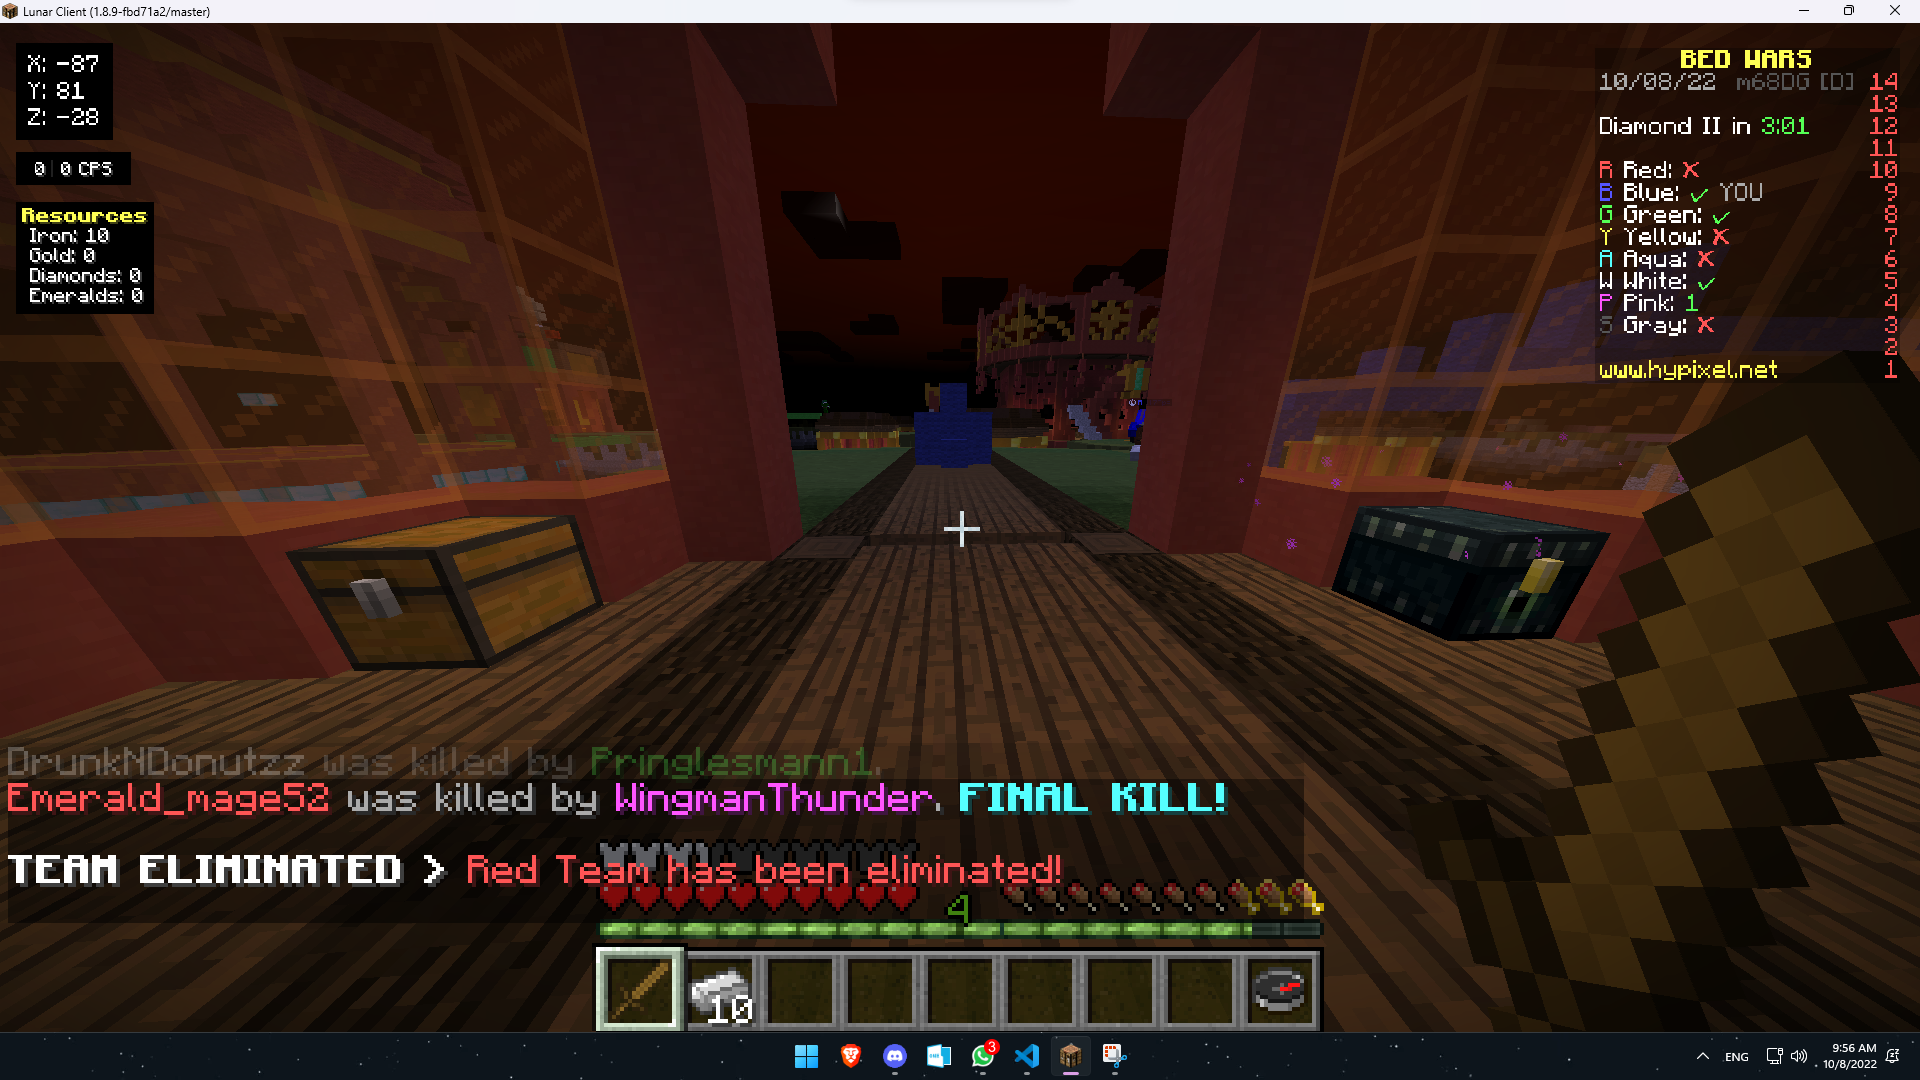 Lunar Client (1.8.9-fbd71a2/master)
X: -87
Y: 81
Z: -28
0 | 0 CPS
Resources
Iron: 10
Gold: 0
Diamonds: 0
Emeralds: 0
BED WARS
10/08/22 m68DG [D] 14
13
Diamond II in 3:01 12
11
R Red: ✗ 10
B Blue: ✓ YOU 9
G Green: ✓ 8
Y Yellow: ✗ 7
A Aqua: ✗ 6
W White: ✓ 5
P Pink: 1 4
S Gray: ✗ 3
2
www.hypixel.net 1
DrunkNDonutzz was killed by Pringlesmann1.
Emerald_mage52 was killed by WingmanThunder. FINAL KILL!
TEAM ELIMINATED > Red Team has been eliminated!
4
10
3
ENG
9:56 AM
10/8/2022